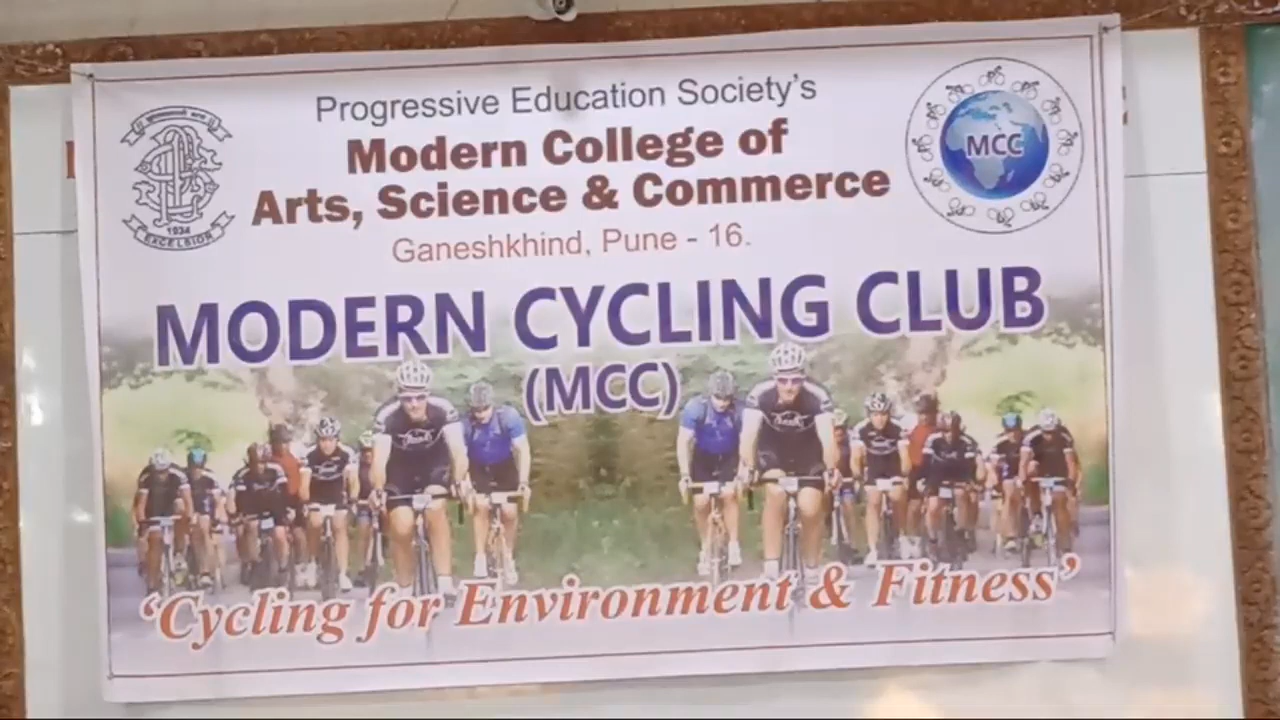 Progressive Education Society's
Modern College of
Arts, Science & Commerce
Ganeshkhind, Pune - 16.
1934
EXCELSIOR
MCC
MODERN CYCLING CLUB
(MCC)
'Cycling for Environment & Fitness'